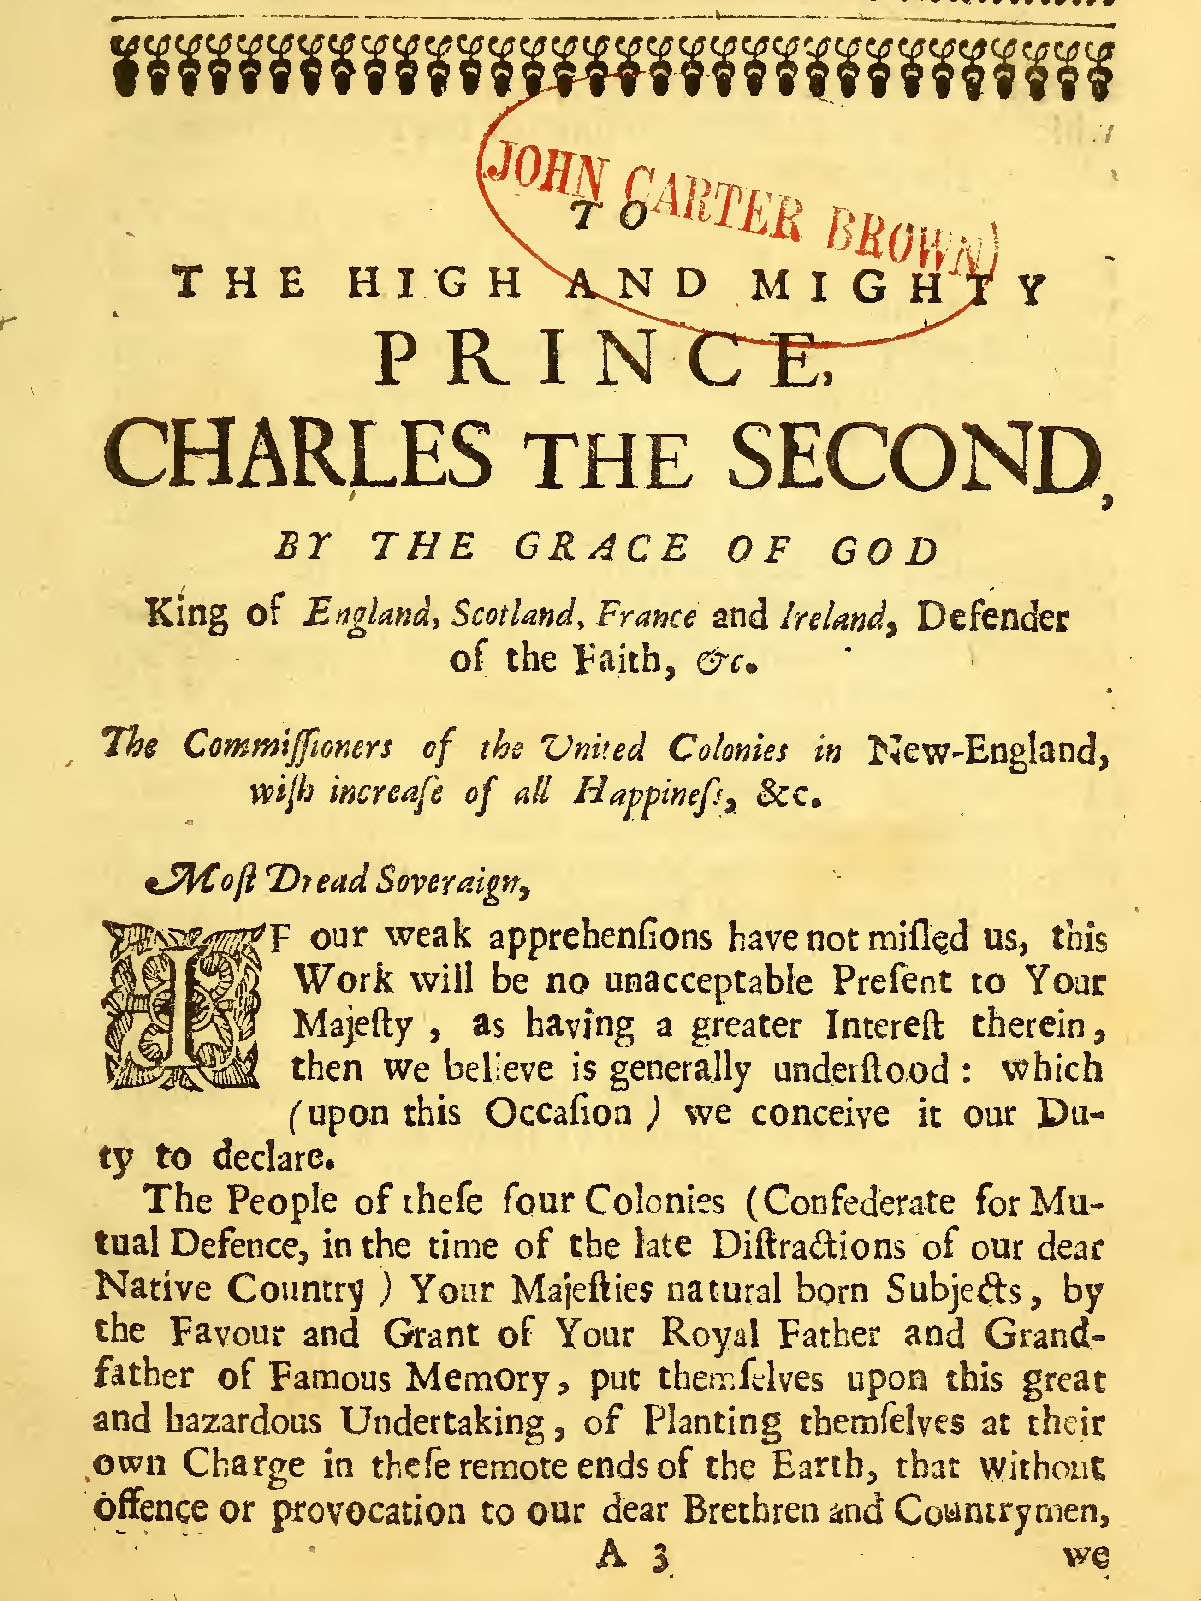 JOHN CARTER BROWN
TO
THE HIGH AND MIGHTY
PRINCE,
CHARLES THE SECOND,
BY THE GRACE OF GOD
King of England, Scotland, France and Ireland, Defender
of the Faith, &c.
The Commiſſioners of the United Colonies in New-England,
wiſh increaſe of all Happineſs, &c.
Moſt Dread Soveraign,
IF our weak apprehenſions have not miſled us, this
Work will be no unacceptable Preſent to Your
Majeſty, as having a greater Intereſt therein,
then we believe is generally underſtood: which
(upon this Occaſion) we conceive it our Du-
ty to declare.
The People of theſe four Colonies (Confederate for Mu-
tual Defence, in the time of the late Diſtractions of our dear
Native Country) Your Majeſties natural born Subjects, by
the Favour and Grant of Your Royal Father and Grand-
father of Famous Memory, put themſelves upon this great
and hazardous Undertaking, of Planting themſelves at their
own Charge in theſe remote ends of the Earth, that without
offence or provocation to our dear Brethren and Countrymen,
A 3
we